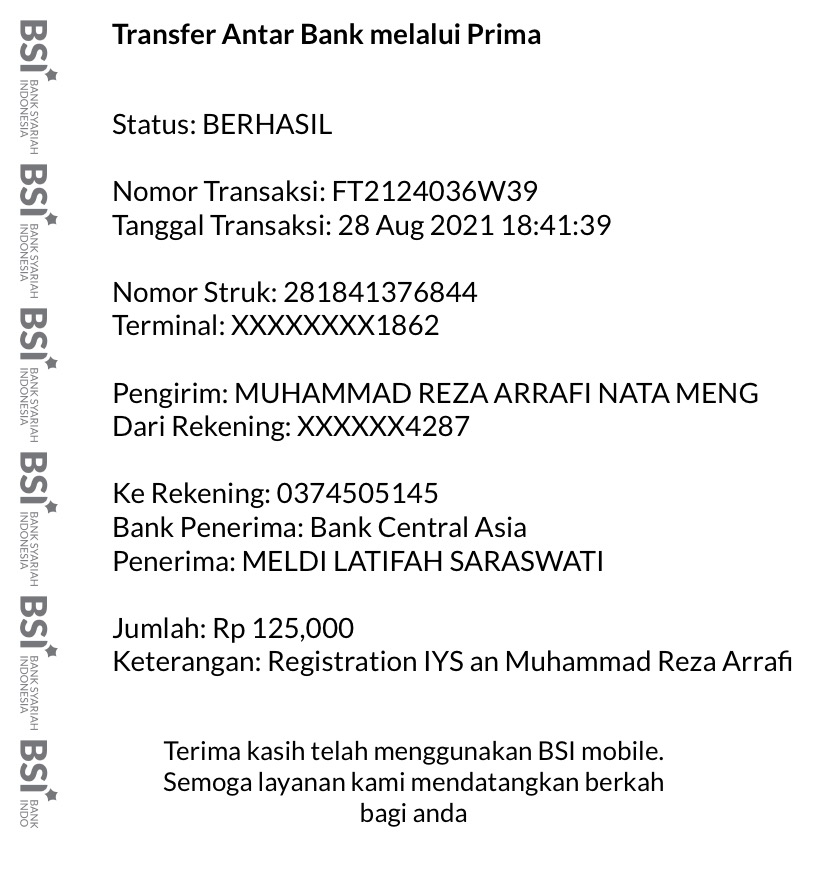 Transfer Antar Bank melalui Prima
Status: BERHASIL
Nomor Transaksi: FT2124036W39
Tanggal Transaksi: 28 Aug 2021 18:41:39
Nomor Struk: 281841376844
Terminal: XXXXXXXX1862
Pengirim: MUHAMMAD REZA ARRAFI NATA MENG
Dari Rekening: XXXXXX4287
Ke Rekening: 0374505145
Bank Penerima: Bank Central Asia
Penerima: MELDI LATIFAH SARASWATI
Jumlah: Rp 125,000
Keterangan: Registration IYS an Muhammad Reza Arrafi
Terima kasih telah menggunakan BSI mobile.
Semoga layanan kami mendatangkan berkah
bagi anda
BSI
BANK SYARIAH
INDONESIA
BSI
BANK SYARIAH
INDONESIA
BSI
BANK SYARIAH
INDONESIA
BSI
BANK SYARIAH
INDONESIA
BSI
BANK SYARIAH
INDONESIA
BSI
BANK
INDO